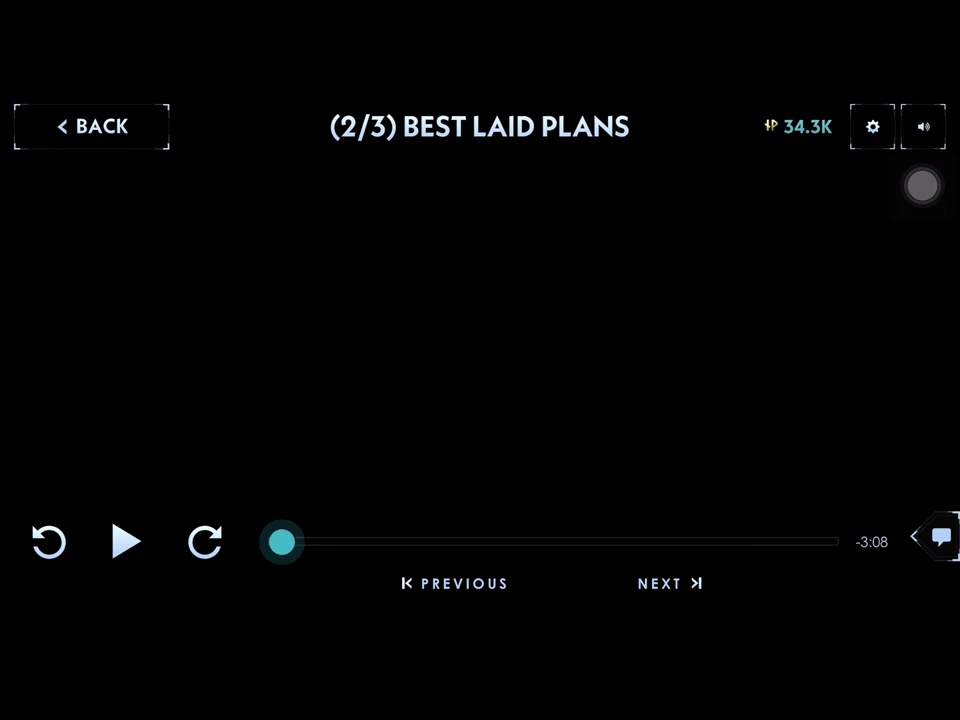 BACK
(2/3) BEST LAID PLANS
34.3K
-3:08
PREVIOUS
NEXT